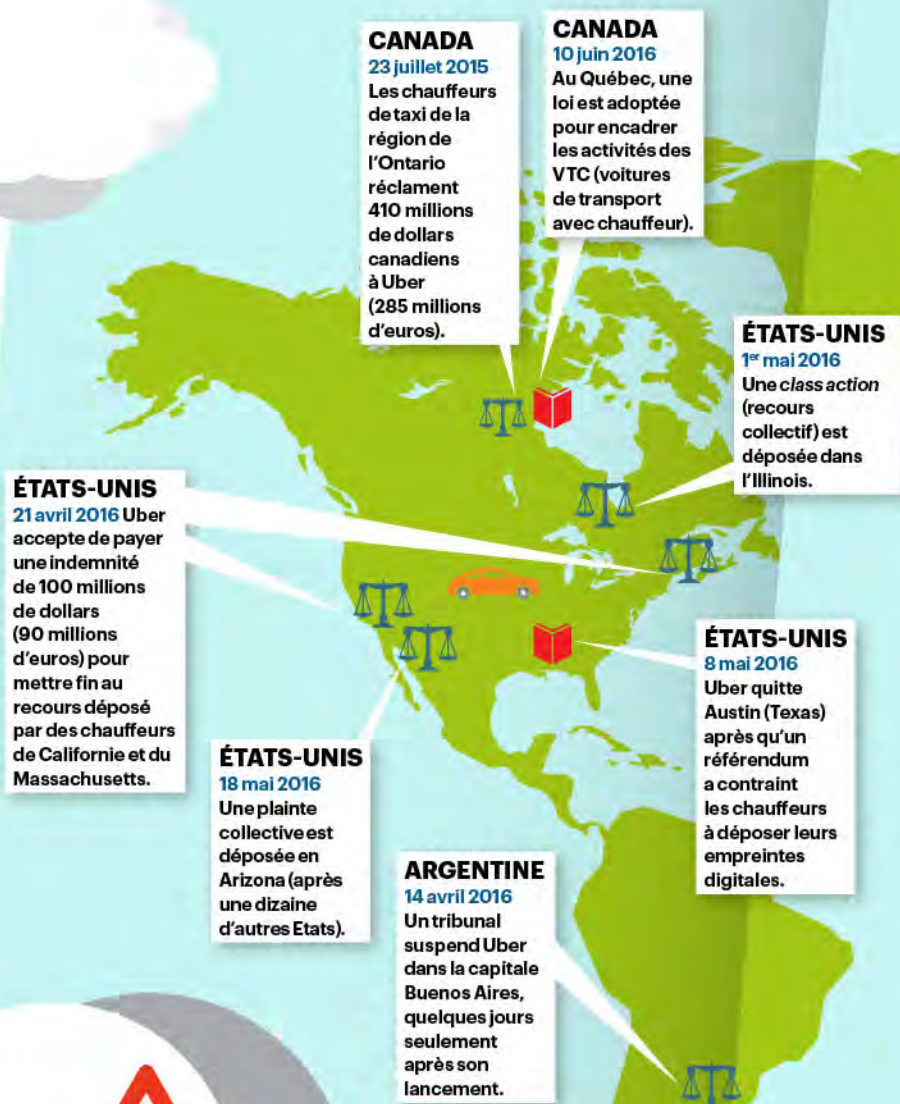 CANADA
23 juillet 2015
Les chauffeurs
de taxi de la
région de
l'Ontario
réclament
410 millions
de dollars
canadiens
à Uber
(285 millions
d'euros).
CANADA
10 juin 2016
Au Québec, une
loi est adoptée
pour encadrer
les activités des
VTC (voitures
de transport
avec chauffeur).
ÉTATS-UNIS
1er mai 2016
Une class action
(recours
collectif) est
déposée dans
l'Illinois.
ÉTATS-UNIS
21 avril 2016 Uber
accepte de payer
une indemnité
de 100 millions
de dollars
(90 millions
d'euros) pour
mettre fin au
recours déposé
par des chauffeurs
de Californie et du
Massachusetts.
ÉTATS-UNIS
8 mai 2016
Uber quitte
Austin (Texas)
après qu'un
référendum
a contraint
les chauffeurs
à déposer leurs
empreintes
digitales.
ÉTATS-UNIS
18 mai 2016
Une plainte
collective est
déposée en
Arizona (après
une dizaine
d'autres Etats).
ARGENTINE
14 avril 2016
Un tribunal
suspend Uber
dans la capitale
Buenos Aires,
quelques jours
seulement
après son
lancement.